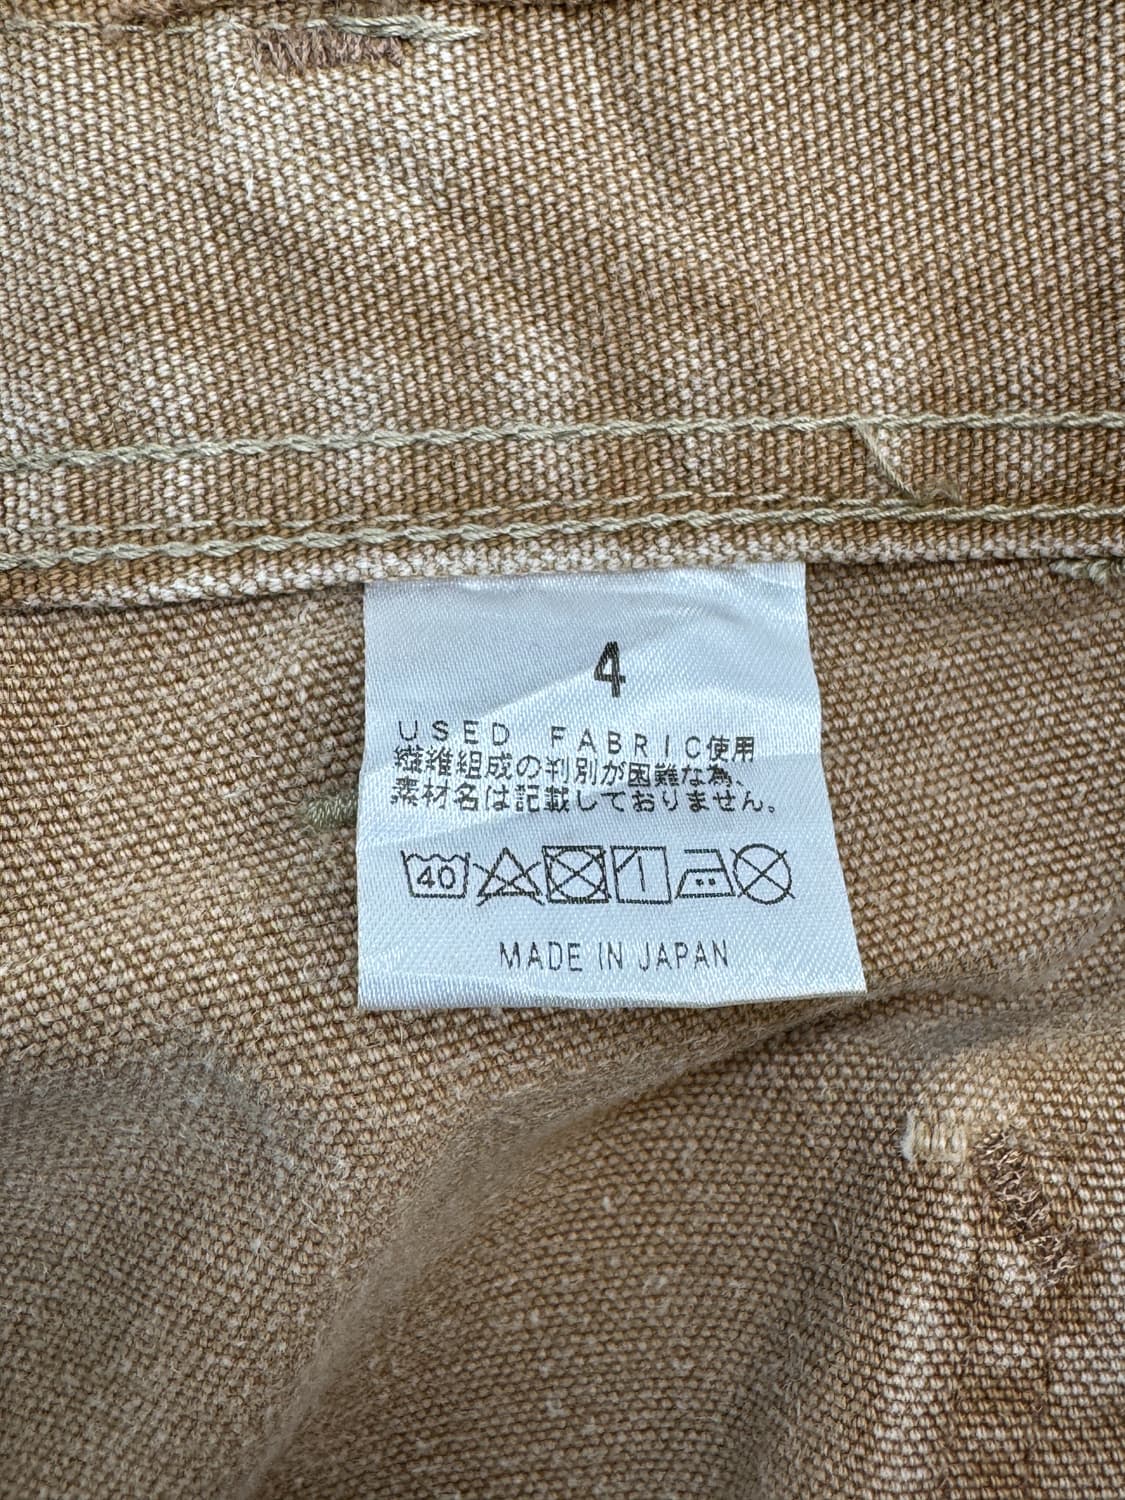 4
USED FABRIC使用
繊維組成の判別が困難な為、
素材名は記載しておりません。
40
MADE IN JAPAN